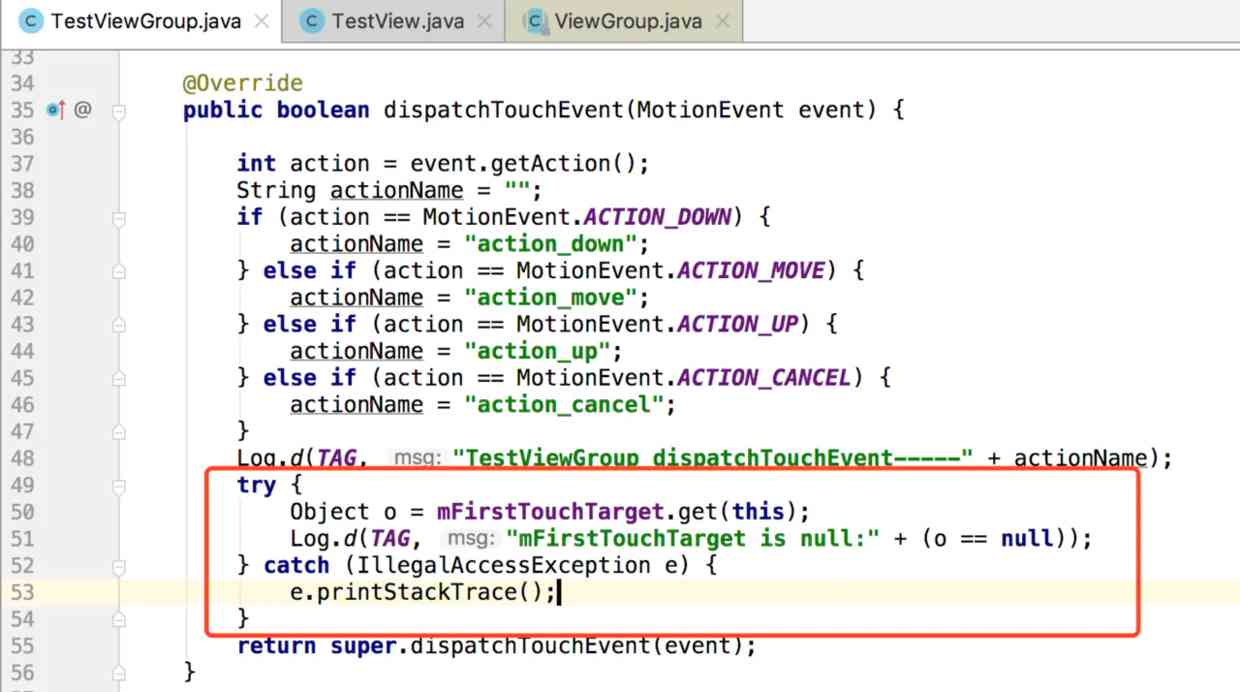 TestViewGroup.java TestView.java ViewGroup.java
33
34 @Override
35 @ public boolean dispatchTouchEvent(MotionEvent event) {
36
37 int action = event.getAction();
38 String actionName = "";
39 if (action == MotionEvent.ACTION_DOWN) {
40 actionName = "action_down";
41 } else if (action == MotionEvent.ACTION_MOVE) {
42 actionName = "action_move";
43 } else if (action == MotionEvent.ACTION_UP) {
44 actionName = "action_up";
45 } else if (action == MotionEvent.ACTION_CANCEL) {
46 actionName = "action_cancel";
47 }
48 Log.d(TAG, msg: "TestViewGroup dispatchTouchEvent-----" + actionName);
49 try {
50 Object o = mFirstTouchTarget.get(this);
51 Log.d(TAG, msg: "mFirstTouchTarget is null:" + (o == null));
52 } catch (IllegalAccessException e) {
53 e.printStackTrace();
54 }
55 return super.dispatchTouchEvent(event);
56 }